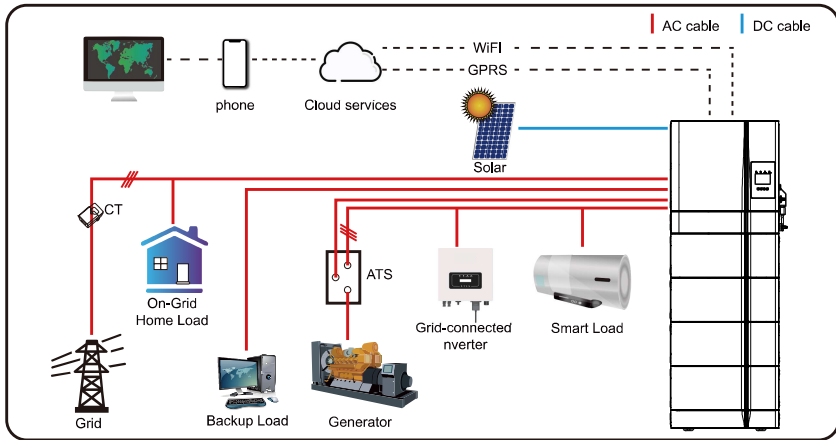 AC cable
DC cable
WiFI
GPRS
phone
Cloud services
Solar
CT
On-Grid
Home Load
ATS
Grid-connected
nverter
Smart Load
Grid
Backup Load
Generator